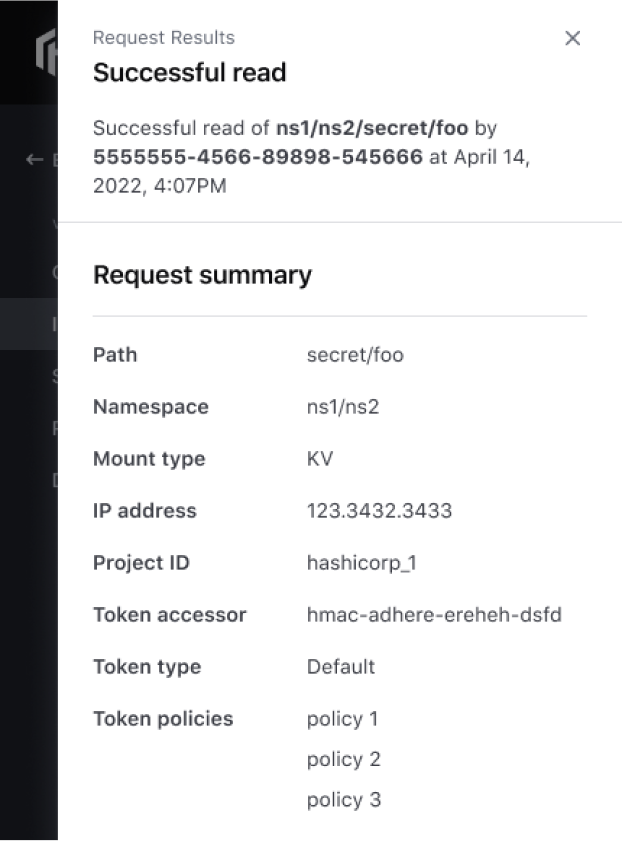 Request Results
Successful read
Successful read of ns1/ns2/secret/foo by
5555555-4566-89898-545666 at April 14,
2022, 4:07PM
Request summary
Path secret/foo
Namespace ns1/ns2
Mount type KV
IP address 123.3432.3433
Project ID hashicorp_1
Token accessor hmac-adhere-ereheh-dsfd
Token type Default
Token policies policy 1
policy 2
policy 3